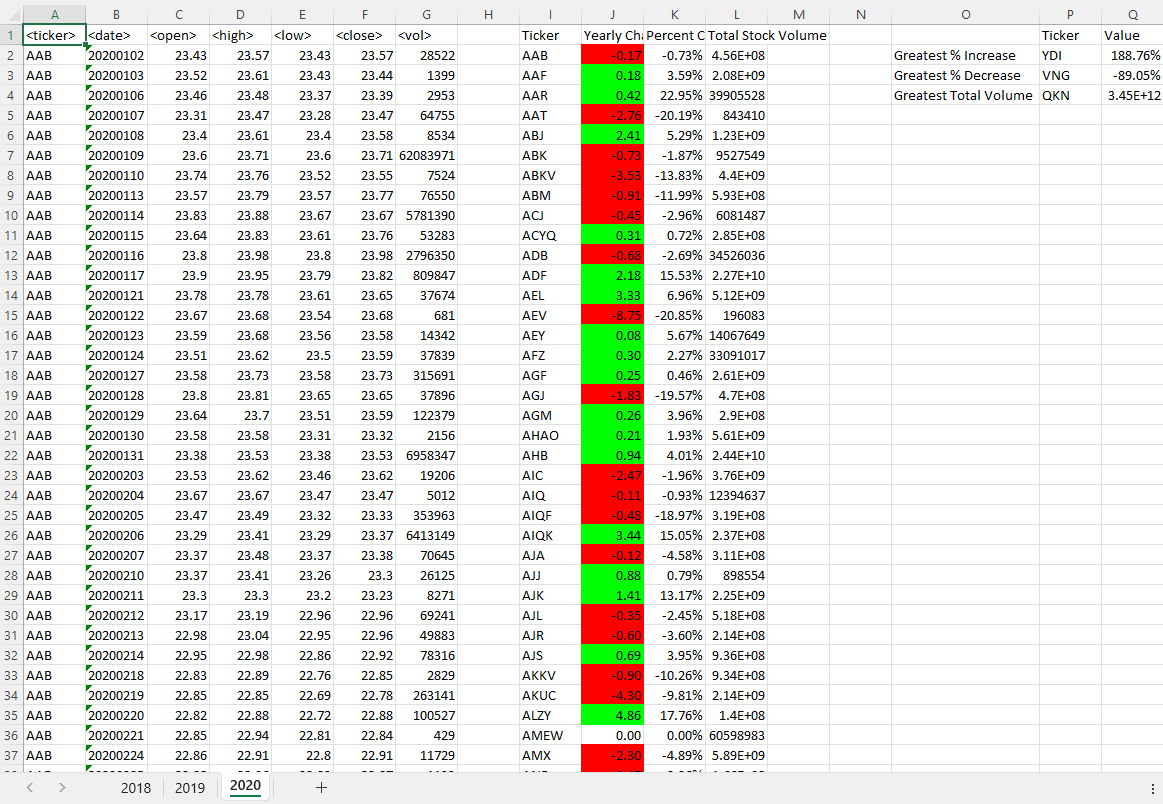 A B C D E F G H I J K L M N O P Q
1 <ticker> <date> <open> <high> <low> <close> <vol> Ticker Yearly Cha Percent C Total Stock Volume Ticker Value
2 AAB 20200102 23.43 23.57 23.43 23.57 28522 AAB -0.17 -0.73% 4.56E+08 Greatest % Increase YDI 188.76%
3 AAB 20200103 23.52 23.61 23.43 23.44 1399 AAF 0.18 3.59% 2.08E+09 Greatest % Decrease VNG -89.05%
4 AAB 20200106 23.46 23.48 23.37 23.39 2953 AAR 0.42 22.95% 39905528 Greatest Total Volume QKN 3.45E+12
5 AAB 20200107 23.31 23.47 23.28 23.47 64755 AAT -2.76 -20.19% 843410
6 AAB 20200108 23.4 23.61 23.4 23.58 8534 ABJ 2.41 5.29% 1.23E+09
7 AAB 20200109 23.6 23.71 23.6 23.71 62083971 ABK -0.73 -1.87% 9527549
8 AAB 20200110 23.74 23.76 23.52 23.55 7524 ABKV -3.53 -13.83% 4.4E+09
9 AAB 20200113 23.57 23.79 23.57 23.77 76550 ABM -0.91 -11.99% 5.93E+08
10 AAB 20200114 23.83 23.88 23.67 23.67 5781390 ACJ -0.45 -2.96% 6081487
11 AAB 20200115 23.64 23.83 23.61 23.76 53283 ACYQ 0.31 0.72% 2.85E+08
12 AAB 20200116 23.8 23.98 23.8 23.98 2796350 ADB -0.68 -2.69% 34526036
13 AAB 20200117 23.9 23.95 23.79 23.82 809847 ADF 2.18 15.53% 2.27E+10
14 AAB 20200121 23.78 23.78 23.61 23.65 37674 AEL 3.33 6.96% 5.12E+09
15 AAB 20200122 23.67 23.68 23.54 23.68 681 AEV -8.75 -20.85% 196083
16 AAB 20200123 23.59 23.68 23.56 23.58 14342 AEY 0.08 5.67% 14067649
17 AAB 20200124 23.51 23.62 23.5 23.59 37839 AFZ 0.30 2.27% 33091017
18 AAB 20200127 23.58 23.73 23.58 23.73 315691 AGF 0.25 0.46% 2.61E+09
19 AAB 20200128 23.8 23.81 23.65 23.65 37896 AGJ -1.83 -19.57% 4.7E+08
20 AAB 20200129 23.64 23.7 23.51 23.59 122379 AGM 0.26 3.96% 2.9E+08
21 AAB 20200130 23.58 23.58 23.31 23.32 2156 AHAO 0.21 1.93% 5.61E+09
22 AAB 20200131 23.38 23.53 23.38 23.53 6958347 AHB 0.94 4.01% 2.44E+10
23 AAB 20200203 23.53 23.62 23.46 23.62 19206 AIC -2.47 -1.96% 3.76E+09
24 AAB 20200204 23.67 23.67 23.47 23.47 5012 AIQ -0.11 -0.93% 12394637
25 AAB 20200205 23.47 23.49 23.32 23.33 353963 AIQF -0.48 -18.97% 3.19E+08
26 AAB 20200206 23.29 23.41 23.29 23.37 6413149 AIQK 3.44 15.05% 2.37E+08
27 AAB 20200207 23.37 23.48 23.37 23.38 70645 AJA -0.12 -4.58% 3.11E+08
28 AAB 20200210 23.37 23.41 23.26 23.3 26125 AJJ 0.88 0.79% 898554
29 AAB 20200211 23.3 23.3 23.2 23.23 8271 AJK 1.41 13.17% 2.25E+09
30 AAB 20200212 23.17 23.19 22.96 22.96 69241 AJL -0.35 -2.45% 5.18E+08
31 AAB 20200213 22.98 23.04 22.95 22.96 49883 AJR -0.60 -3.60% 2.14E+08
32 AAB 20200214 22.95 22.98 22.86 22.92 78316 AJS 0.69 3.95% 9.36E+08
33 AAB 20200218 22.83 22.89 22.76 22.85 2829 AKKV -0.90 -10.26% 9.34E+08
34 AAB 20200219 22.85 22.85 22.69 22.78 263141 AKUC -4.30 -9.81% 2.14E+09
35 AAB 20200220 22.82 22.88 22.72 22.88 100527 ALZY 4.86 17.76% 1.4E+08
36 AAB 20200221 22.85 22.94 22.81 22.84 429 AMEW 0.00 0.00% 60598983
37 AAB 20200224 22.86 22.91 22.8 22.91 11729 AMX -2.30 -4.89% 5.89E+09
2018 2019 2020